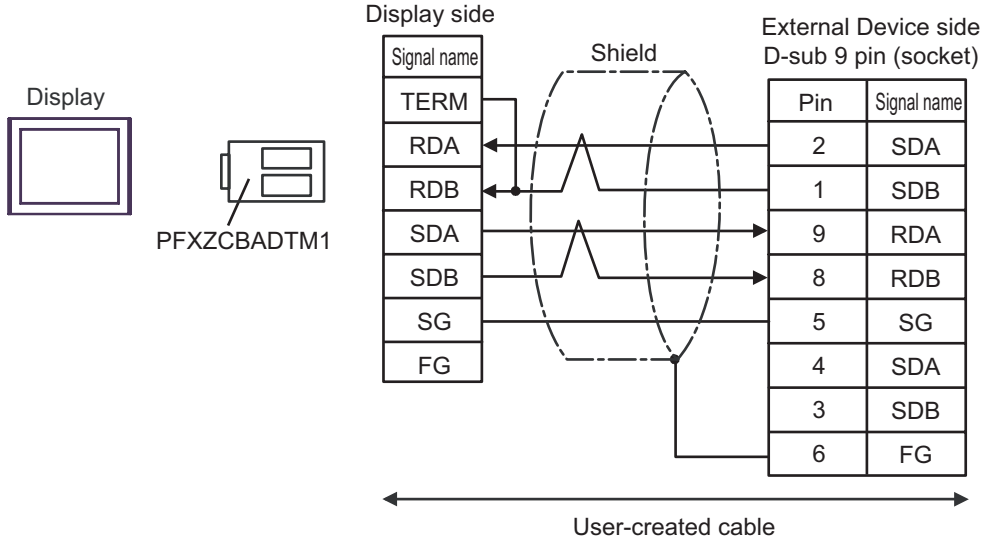 Display side
External Device side
D-sub 9 pin (socket)
Shield
Display
PFXZCBADTM1
Signal name
TERM
RDA
RDB
SDA
SDB
SG
FG
Pin Signal name
2 SDA
1 SDB
9 RDA
8 RDB
5 SG
4 SDA
3 SDB
6 FG
User-created cable